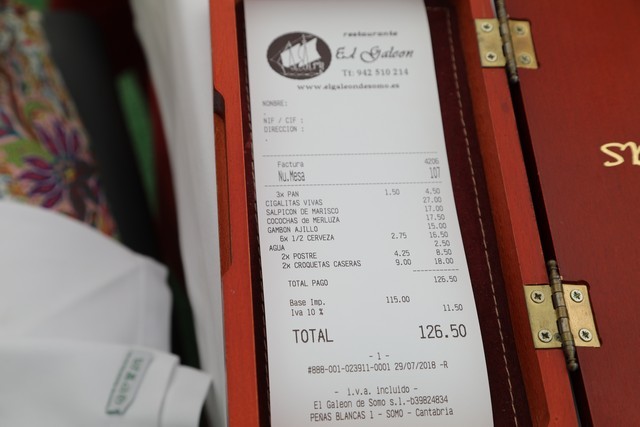 restaurante
El Galeon
Tf: 942 510 214
www.elgaleondesomo.es
NOMBRE:
.
NIF / CIF :
DIRECCION :
.
Factura 4206
Nu.Mesa 107
3x PAN 1.50 4.50
CIGALITAS VIVAS 27.00
SALPICON DE MARISCO 17.00
COCOCHAS de MERLUZA 17.50
GAMBON AJILLO 15.00
6x 1/2 CERVEZA 2.75 16.50
AGUA 2.50
2x POSTRE 4.25 8.50
2x CROQUETAS CASERAS 9.00 18.00
TOTAL PAGO 126.50
Base Imp. 115.00
Iva 10 % 11.50
TOTAL 126.50
- 1 -
#888-001-023911-0001 29/07/2018 -R
- i.v.a. incluido -
El Galeon de Somo s.l.-b39824834
PEÑAS BLANCAS 1 - SOMO - Cantabria